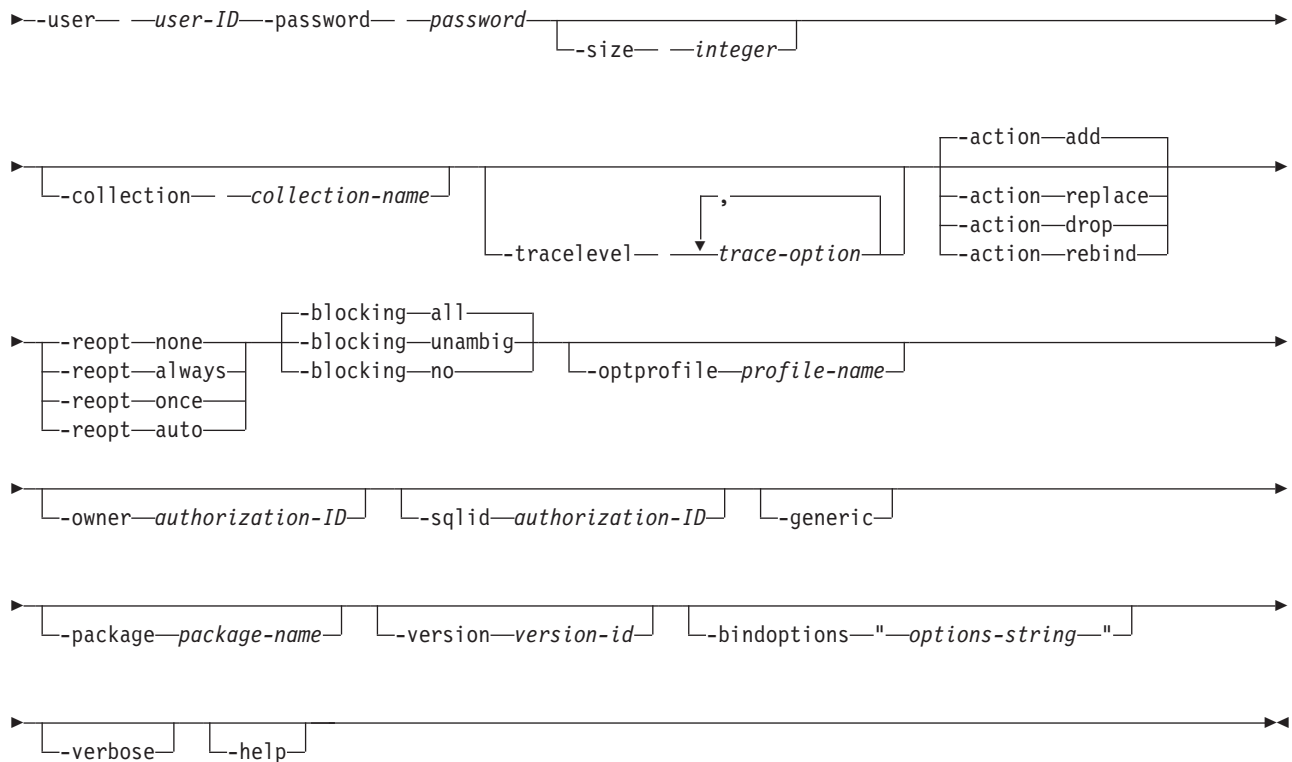 -user user-ID -password password
-size integer
-action add
-collection collection-name
,
-tracelevel trace-option
-action replace
-action drop
-action rebind
-reopt none
-reopt always
-reopt once
-reopt auto
-blocking all
-blocking unambig
-blocking no
-optprofile profile-name
-owner authorization-ID
-sqlid authorization-ID
-generic
-package package-name
-version version-id
-bindoptions " options-string "
-verbose
-help